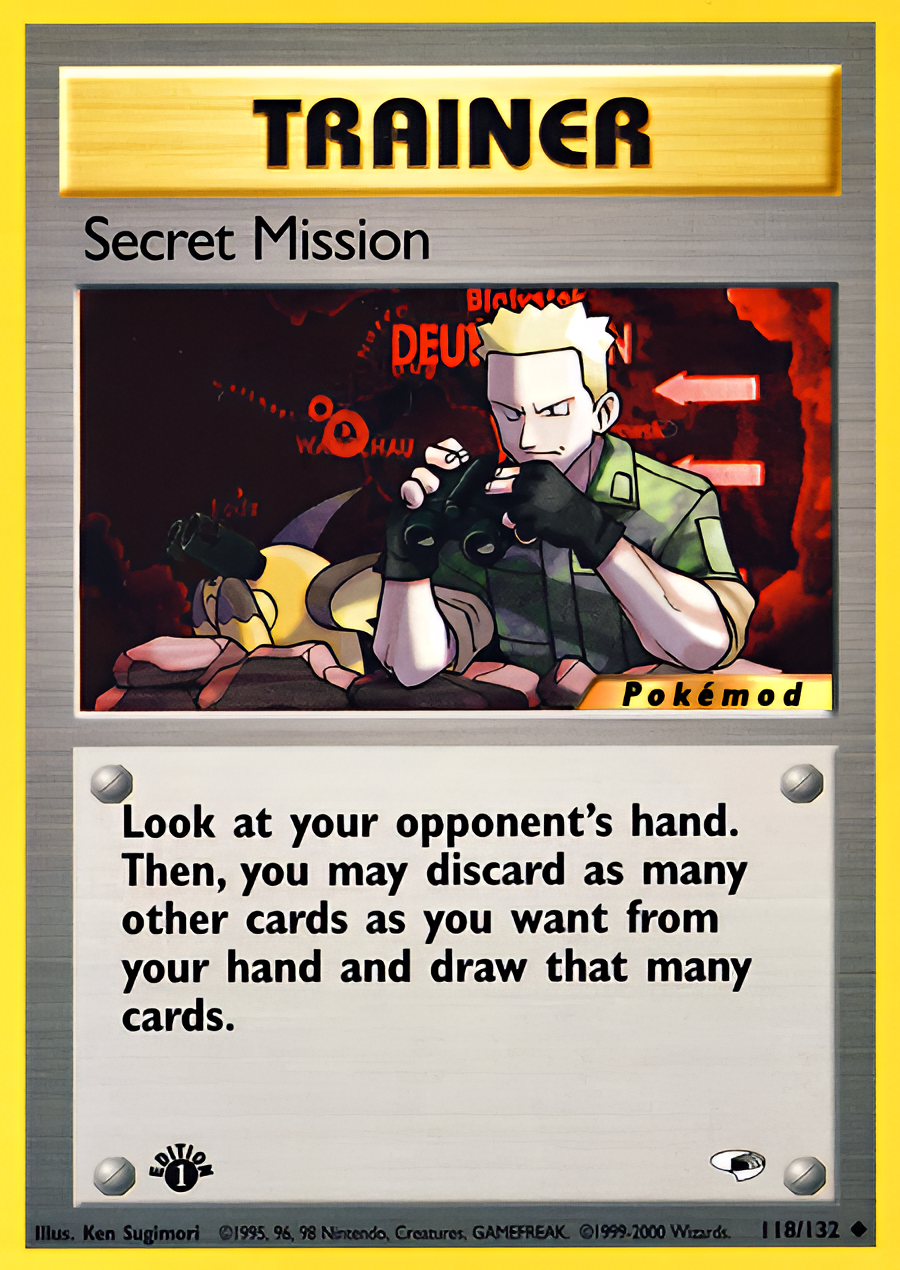 TRAINER
Secret Mission
Pokémod
Look at your opponent's hand.
Then, you may discard as many
other cards as you want from
your hand and draw that many
cards.
EDITION
1
Illus. Ken Sugimori ©1995, 96, 98 Nintendo, Creatures, GAMEFREAK. ©1999-2000 Wizards. 118/132